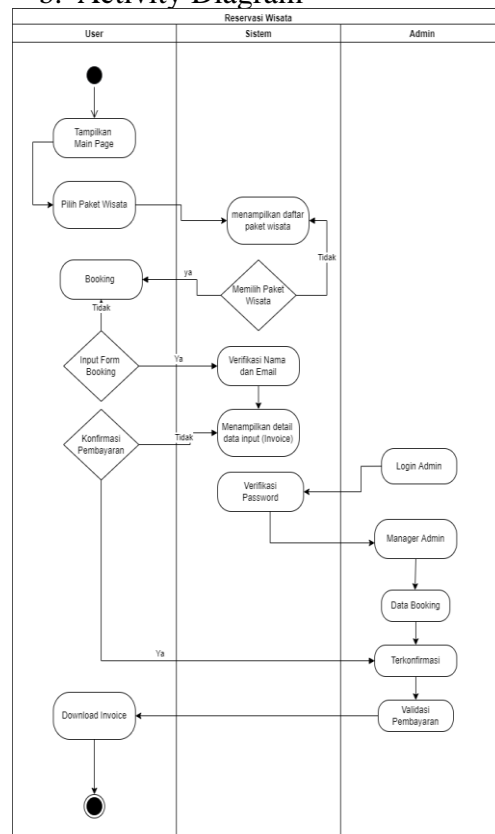 b. Activity Diagram
Reservasi Wisata
User
Sistem
Admin
Tampilkan
Main Page
Pilih Paket Wisata
menampilkan daftar
paket wisata
Tidak
Booking
ya
Memilih Paket
Wisata
Tidak
Input Form
Booking
Ya
Verifikasi Nama
dan Email
Konfirmasi
Pembayaran
Tidak
Menampilkan detail
data input (Invoice)
Login Admin
Verifikasi
Password
Manager Admin
Data Booking
Ya
Terkonfirmasi
Download Invoice
Validasi
Pembayaran